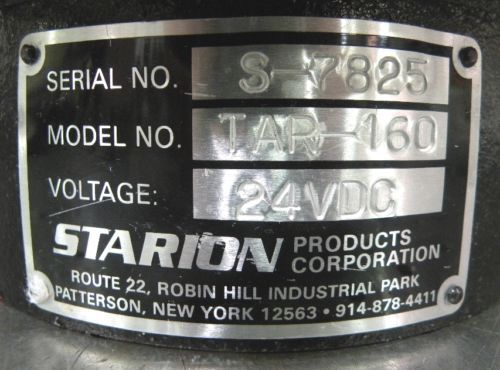 SERIAL NO. S-7825
MODEL NO. TAR-160
VOLTAGE: 24VDC
STARION PRODUCTS CORPORATION
ROUTE 22, ROBIN HILL INDUSTRIAL PARK
PATTERSON, NEW YORK 12563 • 914-878-4411